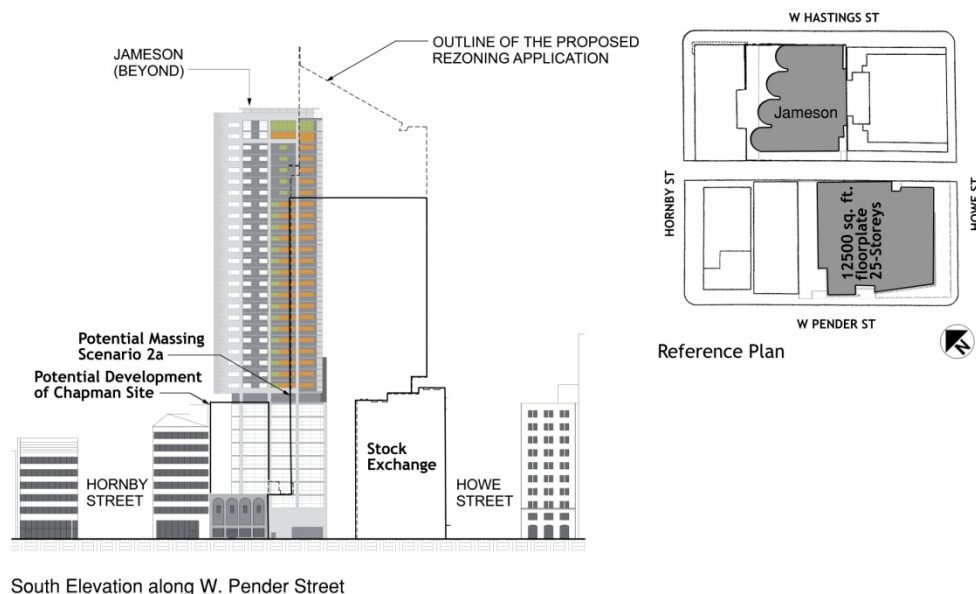 JAMESON
(BEYOND)
OUTLINE OF THE PROPOSED
REZONING APPLICATION
Potential Massing
Scenario 2a
Potential Development
of Chapman Site
HORNBY
STREET
Stock
Exchange
HOWE
STREET
South Elevation along W. Pender Street
W HASTINGS ST
Jameson
HORNBY ST
HOWE ST
12500 sq. ft.
floorplate
25-Storeys
W PENDER ST
Reference Plan
N